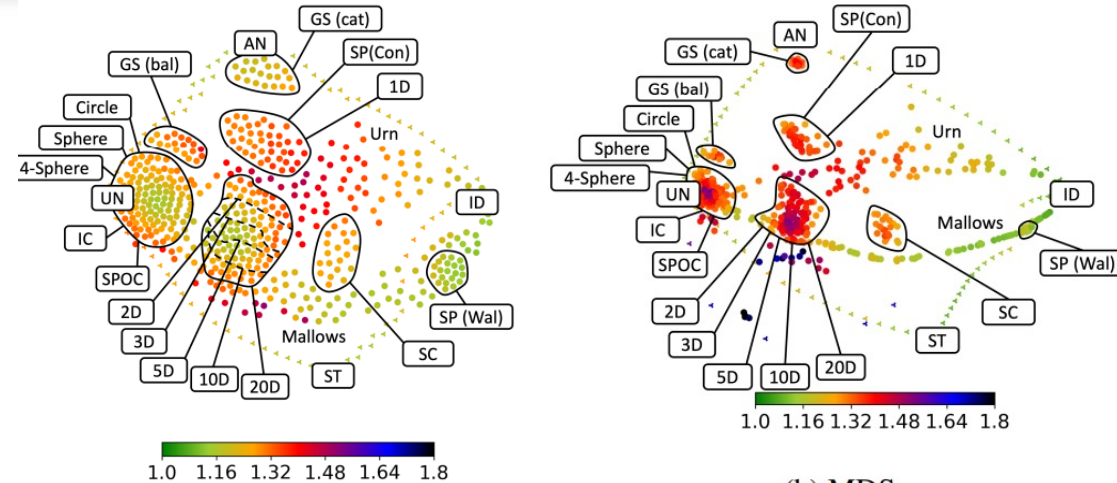 GS (cat)
AN
SP(Con)
GS (bal)
1D
Circle
Urn
Sphere
4-Sphere
UN
ID
IC
SPOC
2D
SP (Wal)
3D
Mallows
SC
5D
10D
20D
ST
1.0 1.16 1.32 1.48 1.64 1.8
SP(Con)
AN
GS (cat)
1D
GS (bal)
Circle
Urn
Sphere
4-Sphere
UN
ID
Mallows
IC
SPOC
SP (Wal)
2D
SC
3D
ST
20D
5D
10D
1.0 1.16 1.32 1.48 1.64 1.8